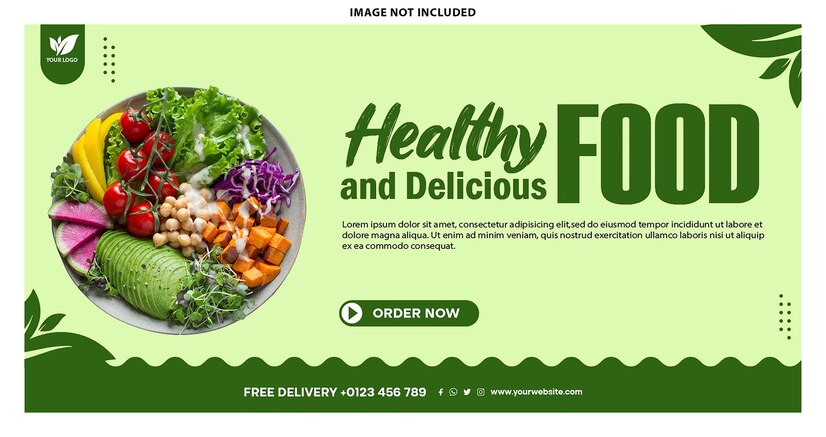 IMAGE NOT INCLUDED
YOUR LOGO
Healthy FOOD
and Delicious
Lorem ipsum dolor sit amet, consectetur adipisicing elit,sed do eiusmod tempor incididunt ut labore et
dolore magna aliqua. Ut enim ad minim veniam, quis nostrud exercitation ullamco laboris nisi ut aliquip
ex ea commodo consequat.
ORDER NOW
FREE DELIVERY +0123 456 789 www.yourwebsite.com